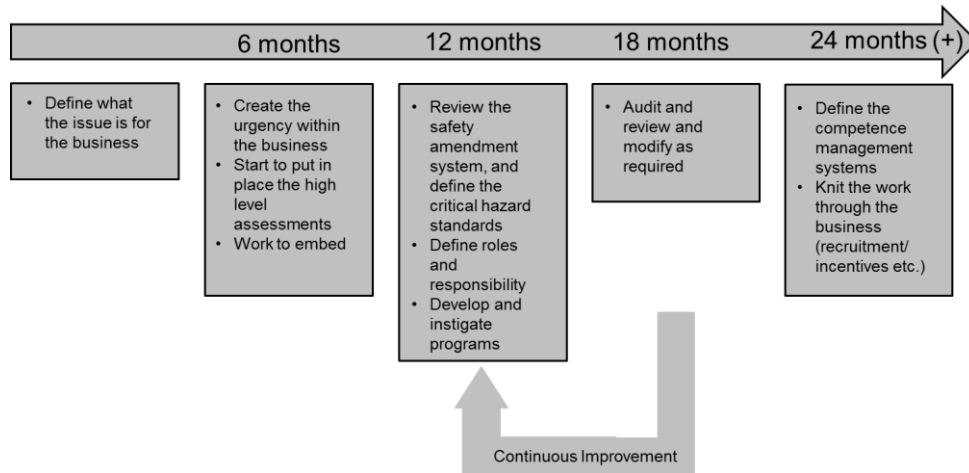 6 months
12 months
18 months
24 months (+)
• Define what
the issue is for
the business
• Create the
urgency within
the business
• Start to put in
place the high
level
assessments
• Work to embed
• Review the
safety
amendment
system, and
define the
critical hazard
standards
• Define roles and
responsibility
• Develop and
instigate
programs
• Audit and
review and
modify as
required
• Define the
competence
management
systems
• Knit the work
through the
business
(recruitment/
incentives etc.)
Continuous Improvement